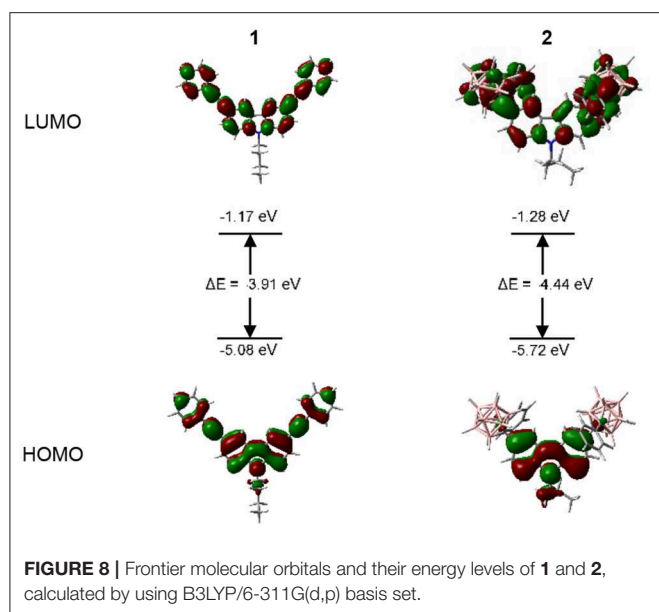 1 2
LUMO
-1.17 eV -1.28 eV
ΔE = -3.91 eV ΔE = -4.44 eV
-5.08 eV -5.72 eV
HOMO
FIGURE 8 | Frontier molecular orbitals and their energy levels of 1 and 2,
calculated by using B3LYP/6-311G(d,p) basis set.